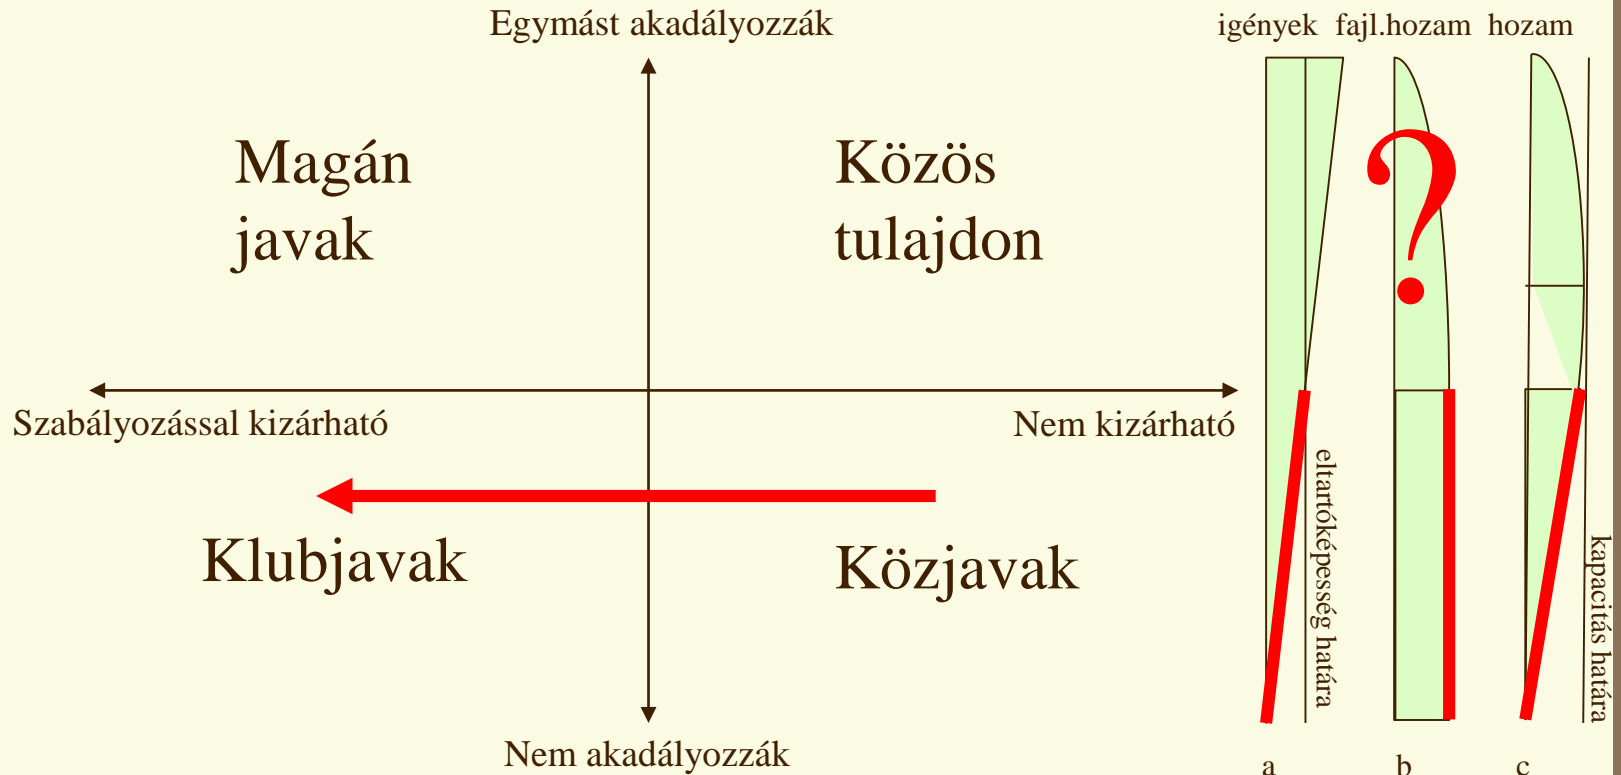 Egymást akadályozzák
igények fajl.hozam hozam
Magán
javak
Közös
tulajdon
?
Szabályozással kizárható
Nem kizárható
Klubjavak
Közjavak
eltartóképesség határa
kapacitás határa
Nem akadályozzák
a b c